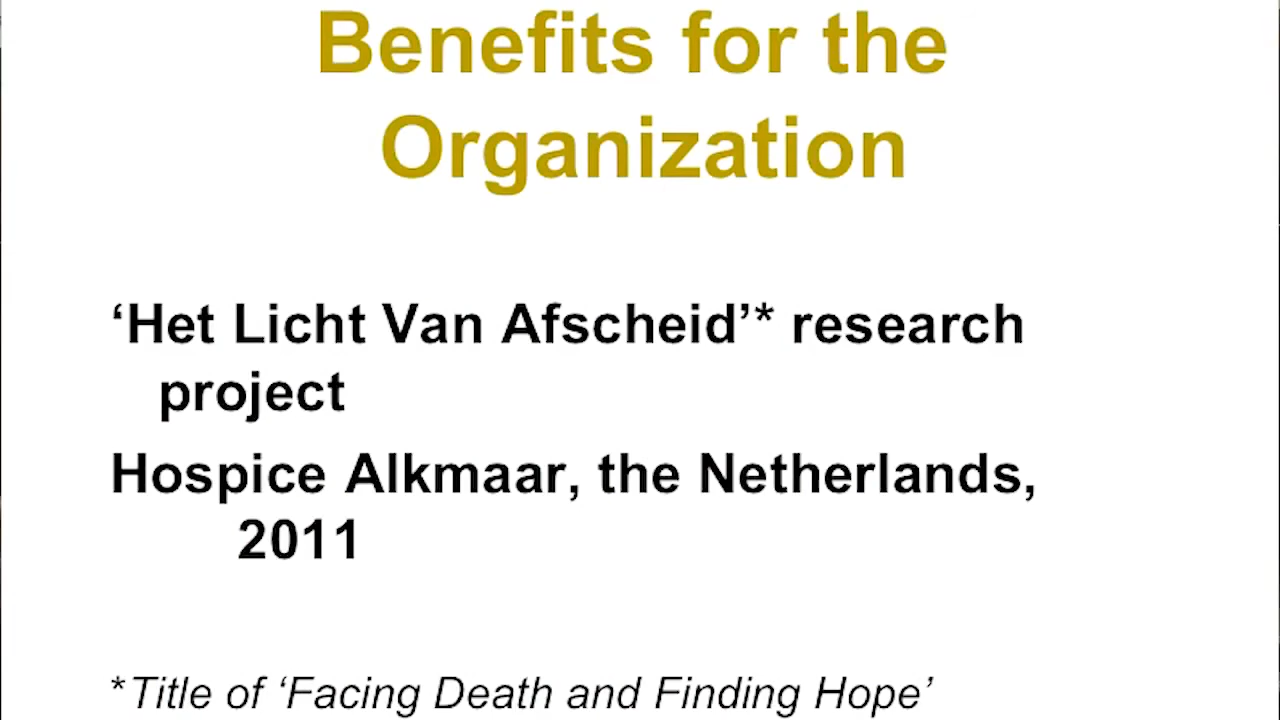 Benefits for the
Organization
‘Het Licht Van Afscheid’* research
project
Hospice Alkmaar, the Netherlands,
2011
*Title of ‘Facing Death and Finding Hope’